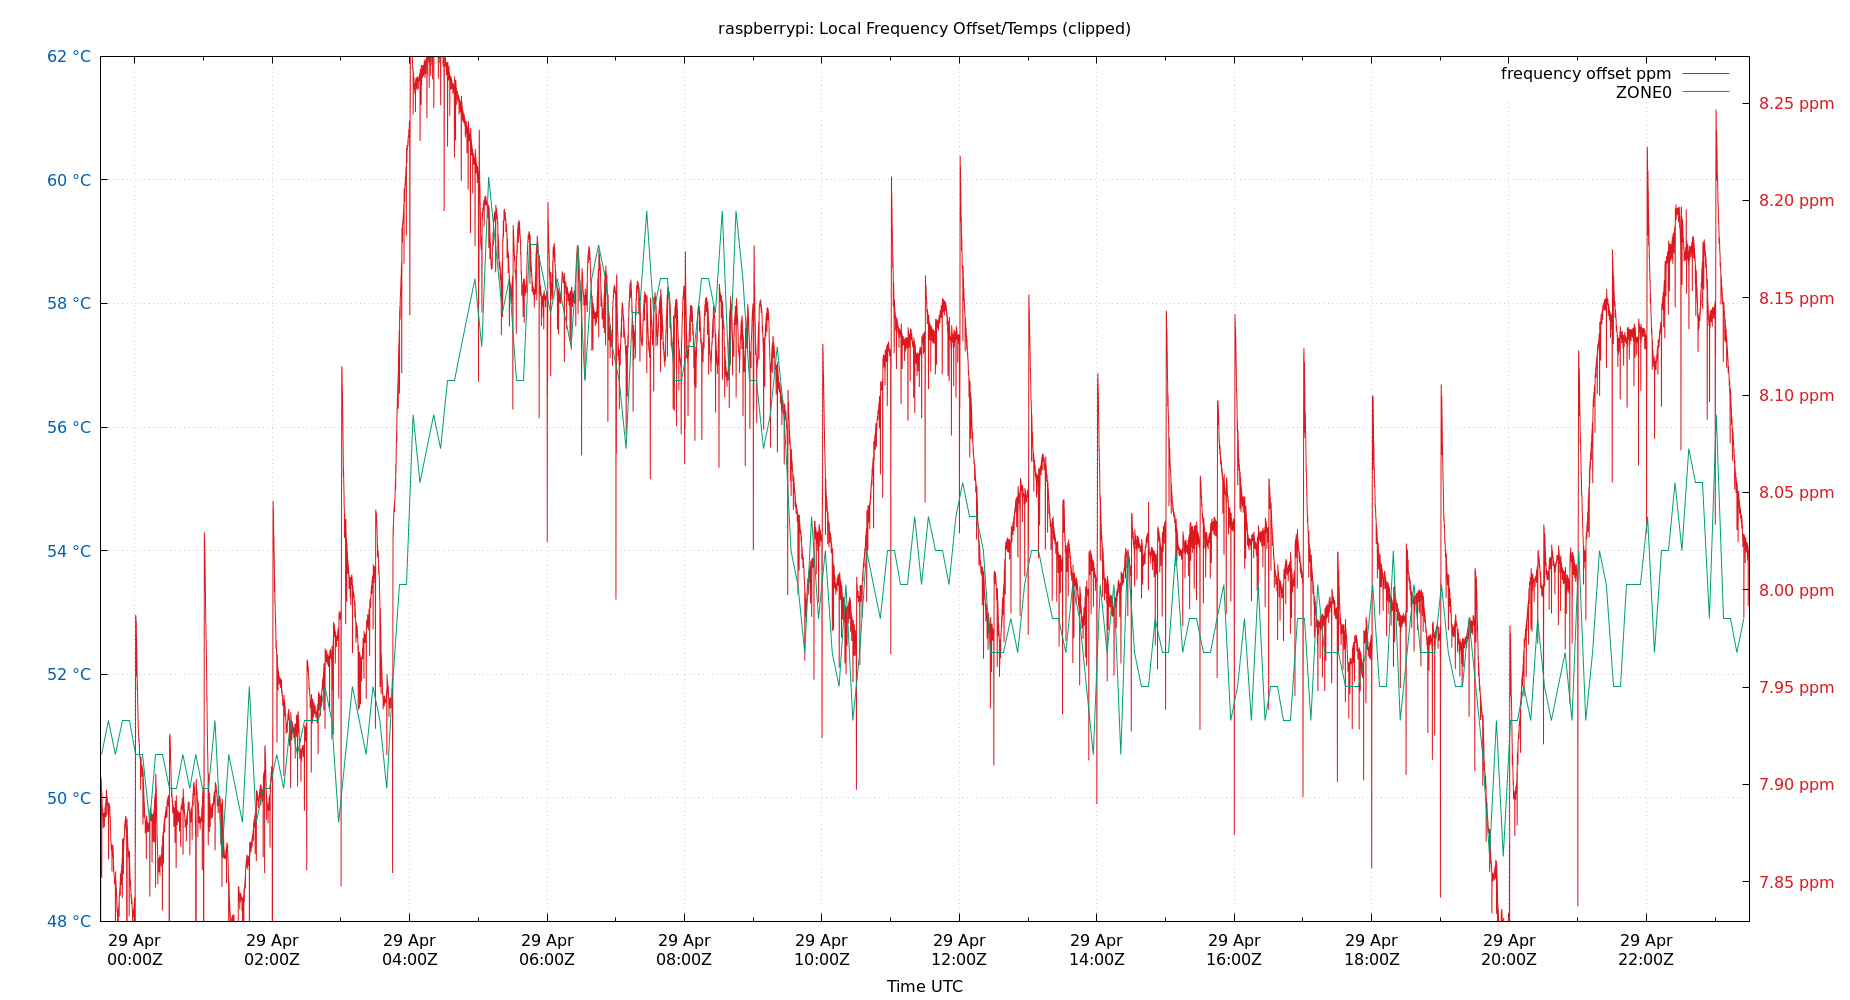 raspberrypi: Local Frequency Offset/Temps (clipped)
62 °C
60 °C
58 °C
56 °C
54 °C
52 °C
50 °C
48 °C
frequency offset ppm
ZONE0
8.25 ppm
8.20 ppm
8.15 ppm
8.10 ppm
8.05 ppm
8.00 ppm
7.95 ppm
7.90 ppm
7.85 ppm
29 Apr 29 Apr 29 Apr 29 Apr 29 Apr 29 Apr 29 Apr 29 Apr 29 Apr 29 Apr 29 Apr 29 Apr
00:00Z 02:00Z 04:00Z 06:00Z 08:00Z 10:00Z 12:00Z 14:00Z 16:00Z 18:00Z 20:00Z 22:00Z
Time UTC